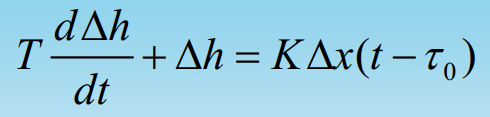 T dΔh/dt + Δh = KΔx(t − τ₀)